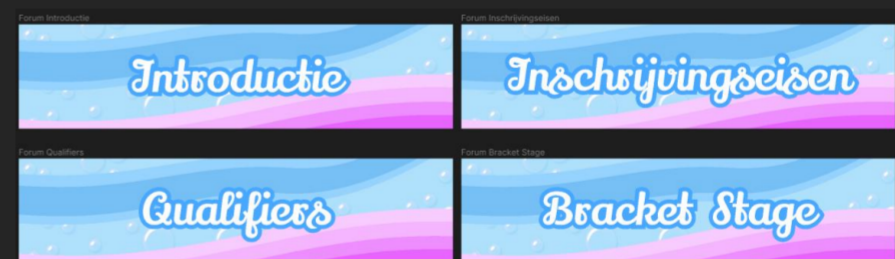 Forum Introductie
Forum Inschrijvingseisen
Introductie
Inschrijvingseisen
Forum Qualifiers
Forum Bracket Stage
Qualifiers
Bracket Stage